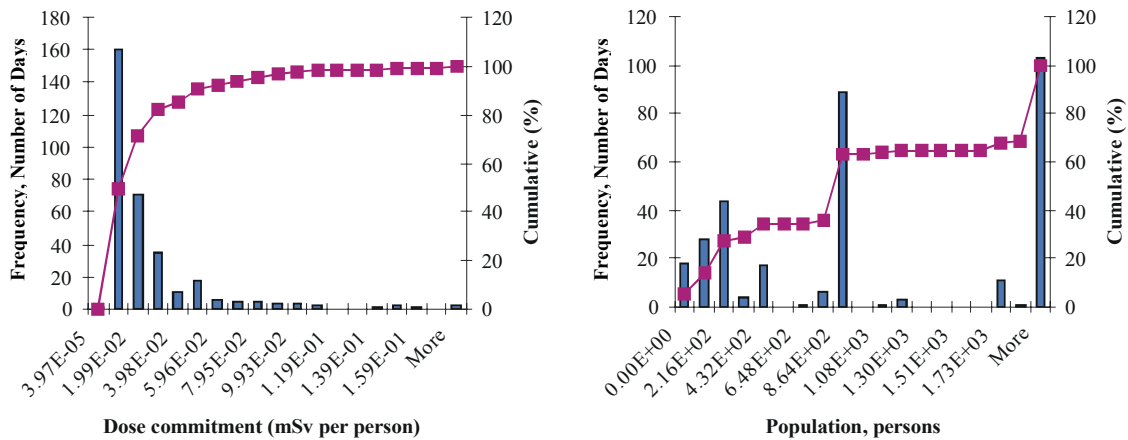 Frequency, Number of Days
180
160
140
120
100
80
60
40
20
0
120
100
80
60
40
20
0
Cumulative (%)
3.97E-05
1.99E-02
3.98E-02
5.96E-02
7.95E-02
9.93E-02
1.19E-01
1.39E-01
1.59E-01
More
Dose commitment (mSv per person)
Frequency, Number of Days
120
100
80
60
40
20
0
120
100
80
60
40
20
0
Cumulative (%)
0.00E+00
2.16E+02
4.32E+02
6.48E+02
8.64E+02
1.08E+03
1.30E+03
1.51E+03
1.73E+03
More
Population, persons